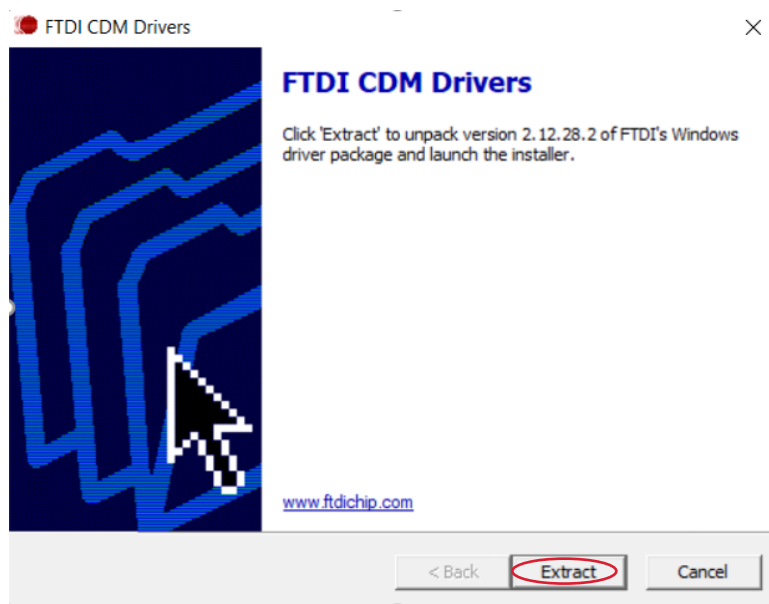 FTDI CDM Drivers
FTDI CDM Drivers
Click 'Extract' to unpack version 2.12.28.2 of FTDI's Windows
driver package and launch the installer.
www.ftdichip.com
< Back Extract Cancel